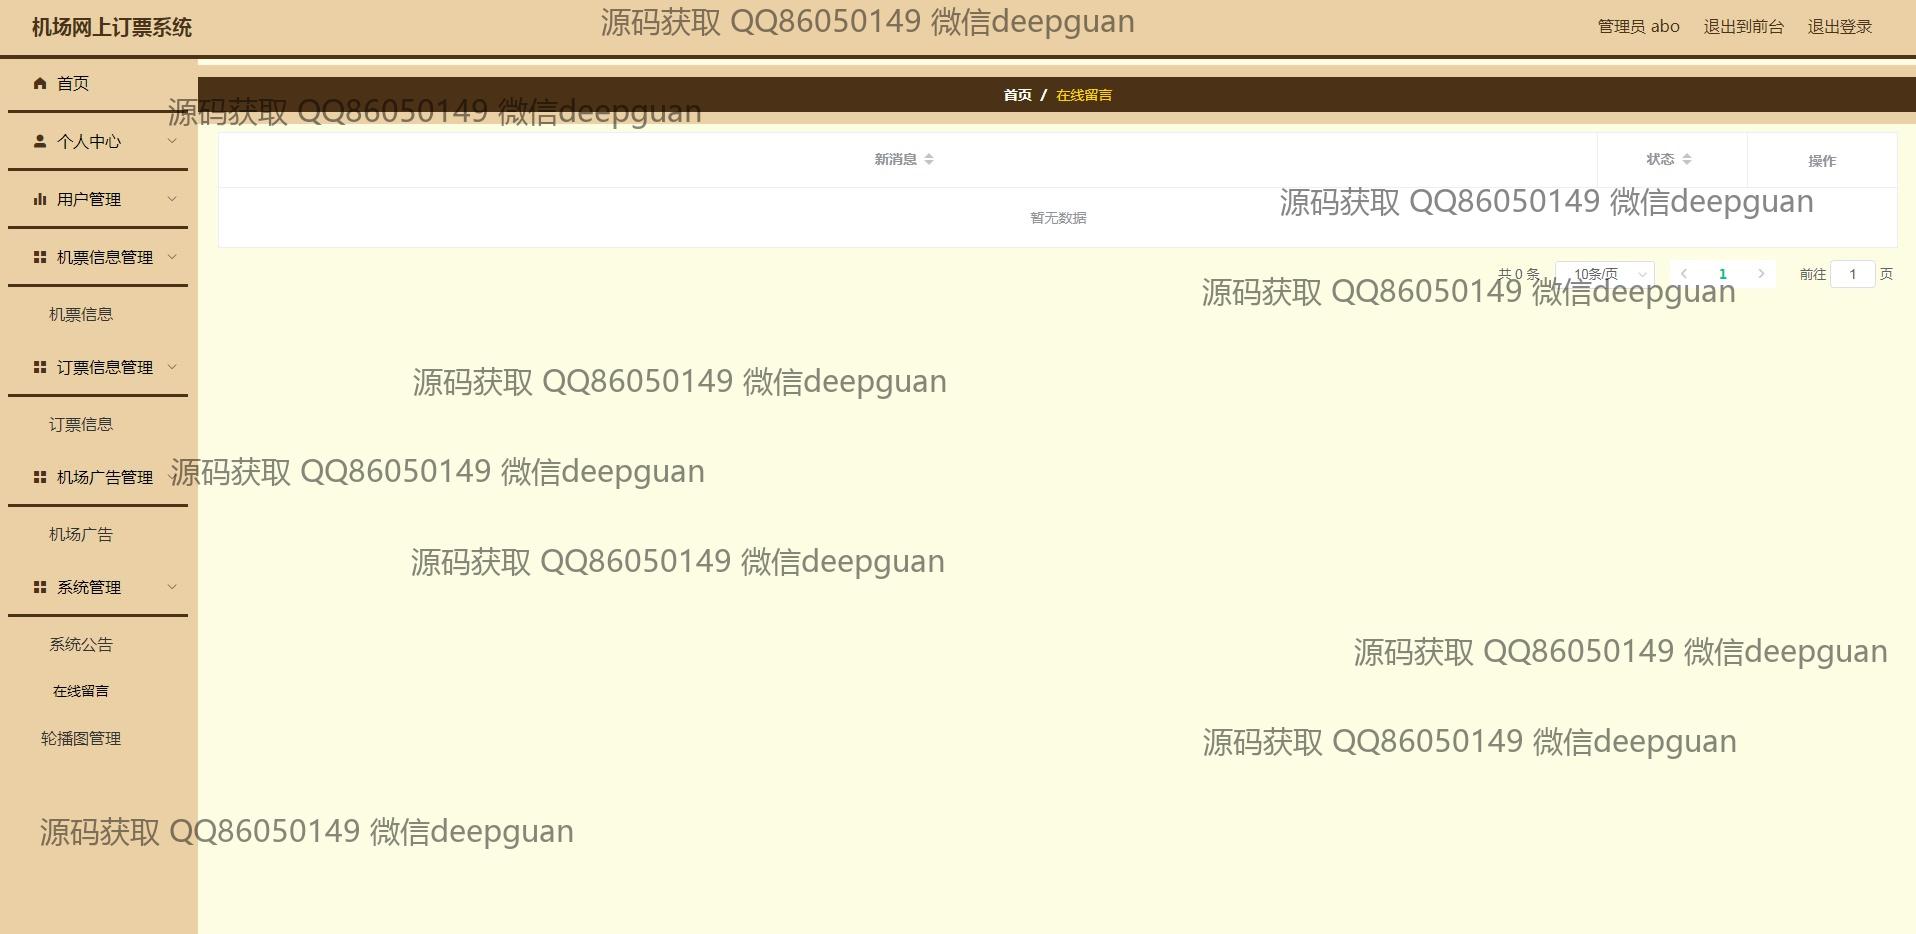 机场网上订票系统
源码获取 QQ86050149 微信deepguan
管理员 abo 退出到前台 退出登录
首页
首页 / 在线留言
源码获取 QQ86050149 微信deepguan
个人中心
新消息 状态 操作
用户管理
源码获取 QQ86050149 微信deepguan
暂无数据
机票信息管理
共 0 条 10条/页 1 前往 1 页
源码获取 QQ86050149 微信deepguan
机票信息
订票信息管理
源码获取 QQ86050149 微信deepguan
订票信息
机场广告管理
源码获取 QQ86050149 微信deepguan
机场广告
源码获取 QQ86050149 微信deepguan
系统管理
系统公告
源码获取 QQ86050149 微信deepguan
在线留言
轮播图管理
源码获取 QQ86050149 微信deepguan
源码获取 QQ86050149 微信deepguan